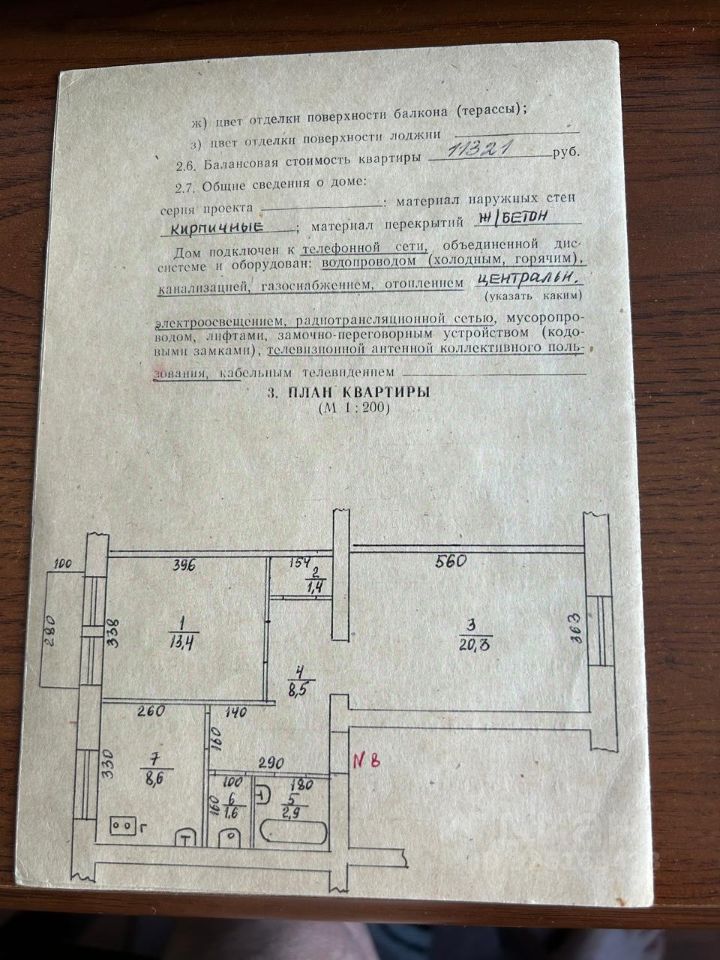 ж) цвет отделки поверхности балкона (терассы);
з) цвет отделки поверхности лоджии
2.6. Балансовая стоимость квартиры 11321 руб.
2.7. Общие сведения о доме:
серия проекта ; материал наружных стен
КИРПИЧНЫЕ ; материал перекрытий Ж/БЕТОН
Дом подключен к телефонной сети, объединенной дис-
системе и оборудован: водопроводом (холодным, горячим),
канализацией, газоснабжением, отоплением ЦЕНТРАЛЬН.
(указать каким)
электроосвещением, радиотрансляционной сетью, мусоропро-
водом, лифтами, замочно-переговорным устройством (кодо-
выми замками), телевизионной антенной коллективного поль-
зования, кабельным телевидением
3. ПЛАН КВАРТИРЫ
(М 1 : 200)
100
396
154
560
2
1,4
280
338
1
13,4
3
20,3
363
4
8,5
260
140
160
330
7
8,6
290
N 8
100
180
160
6
1,6
5
2,9
Г